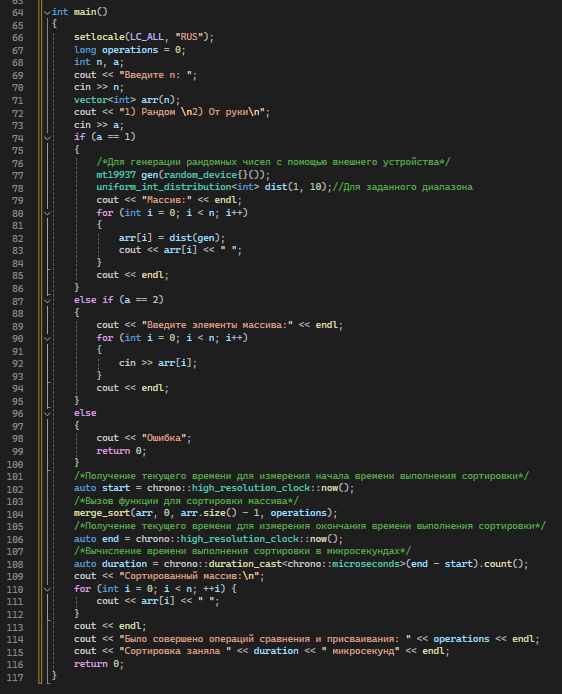 63
64 int main()
65 {
66 setlocale(LC_ALL, "RUS");
67 long operations = 0;
68 int n, a;
69 cout << "Введите n: ";
70 cin >> n;
71 vector<int> arr(n);
72 cout << "1) Рандом \n2) От руки\n";
73 cin >> a;
74 if (a == 1)
75 {
76 /*Для генерации рандомных чисел с помощью внешнего устройства*/
77 mt19937 gen(random_device{}());
78 uniform_int_distribution<int> dist(1, 10);//Для заданного диапазона
79 cout << "Массив:" << endl;
80 for (int i = 0; i < n; i++)
81 {
82 arr[i] = dist(gen);
83 cout << arr[i] << " ";
84 }
85 cout << endl;
86 }
87 else if (a == 2)
88 {
89 cout << "Введите элементы массива:" << endl;
90 for (int i = 0; i < n; i++)
91 {
92 cin >> arr[i];
93 }
94 cout << endl;
95 }
96 else
97 {
98 cout << "Ошибка";
99 return 0;
100 }
101 /*Получение текущего времени для измерения начала времени выполнения сортировки*/
102 auto start = chrono::high_resolution_clock::now();
103 /*Вызов функции для сортировки массива*/
104 merge_sort(arr, 0, arr.size() - 1, operations);
105 /*Получение текущего времени для измерения окончания времени выполнения сортировки*/
106 auto end = chrono::high_resolution_clock::now();
107 /*Вычисление времени выполнения сортировки в микросекундах*/
108 auto duration = chrono::duration_cast<chrono::microseconds>(end - start).count();
109 cout << "Сортированный массив:\n";
110 for (int i = 0; i < n; ++i) {
111 cout << arr[i] << " ";
112 }
113 cout << endl;
114 cout << "Было совершено операций сравнения и присваивания: " << operations << endl;
115 cout << "Сортировка заняла " << duration << " микросекунд" << endl;
116 return 0;
117 }